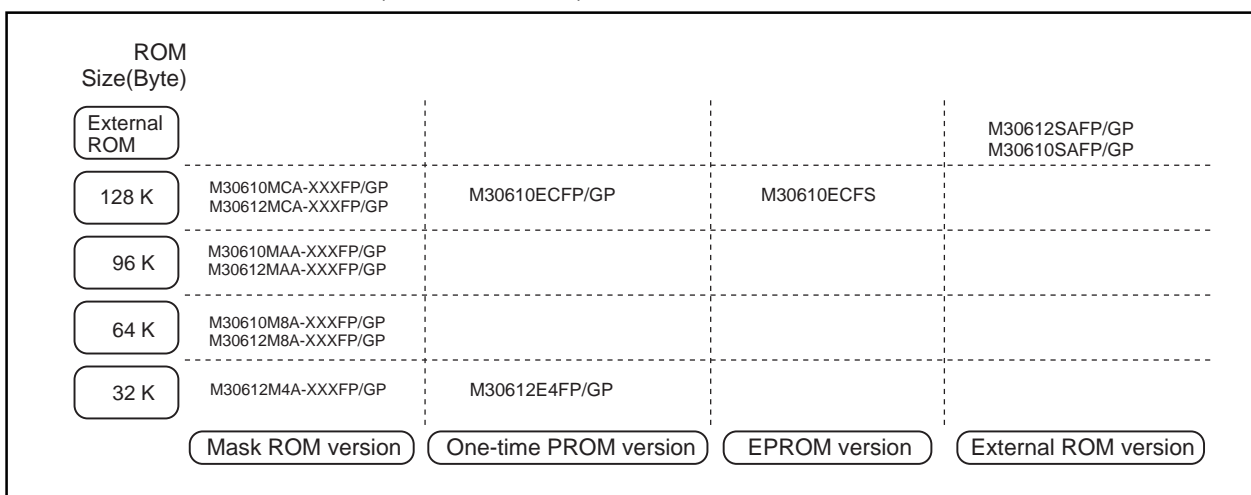 ROM
Size(Byte)
External
ROM
M30612SAFP/GP
M30610SAFP/GP
128 K
M30610MCA-XXXFP/GP
M30612MCA-XXXFP/GP
M30610ECFP/GP
M30610ECFS
96 K
M30610MAA-XXXFP/GP
M30612MAA-XXXFP/GP
64 K
M30610M8A-XXXFP/GP
M30612M8A-XXXFP/GP
32 K
M30612M4A-XXXFP/GP
M30612E4FP/GP
Mask ROM version
One-time PROM version
EPROM version
External ROM version